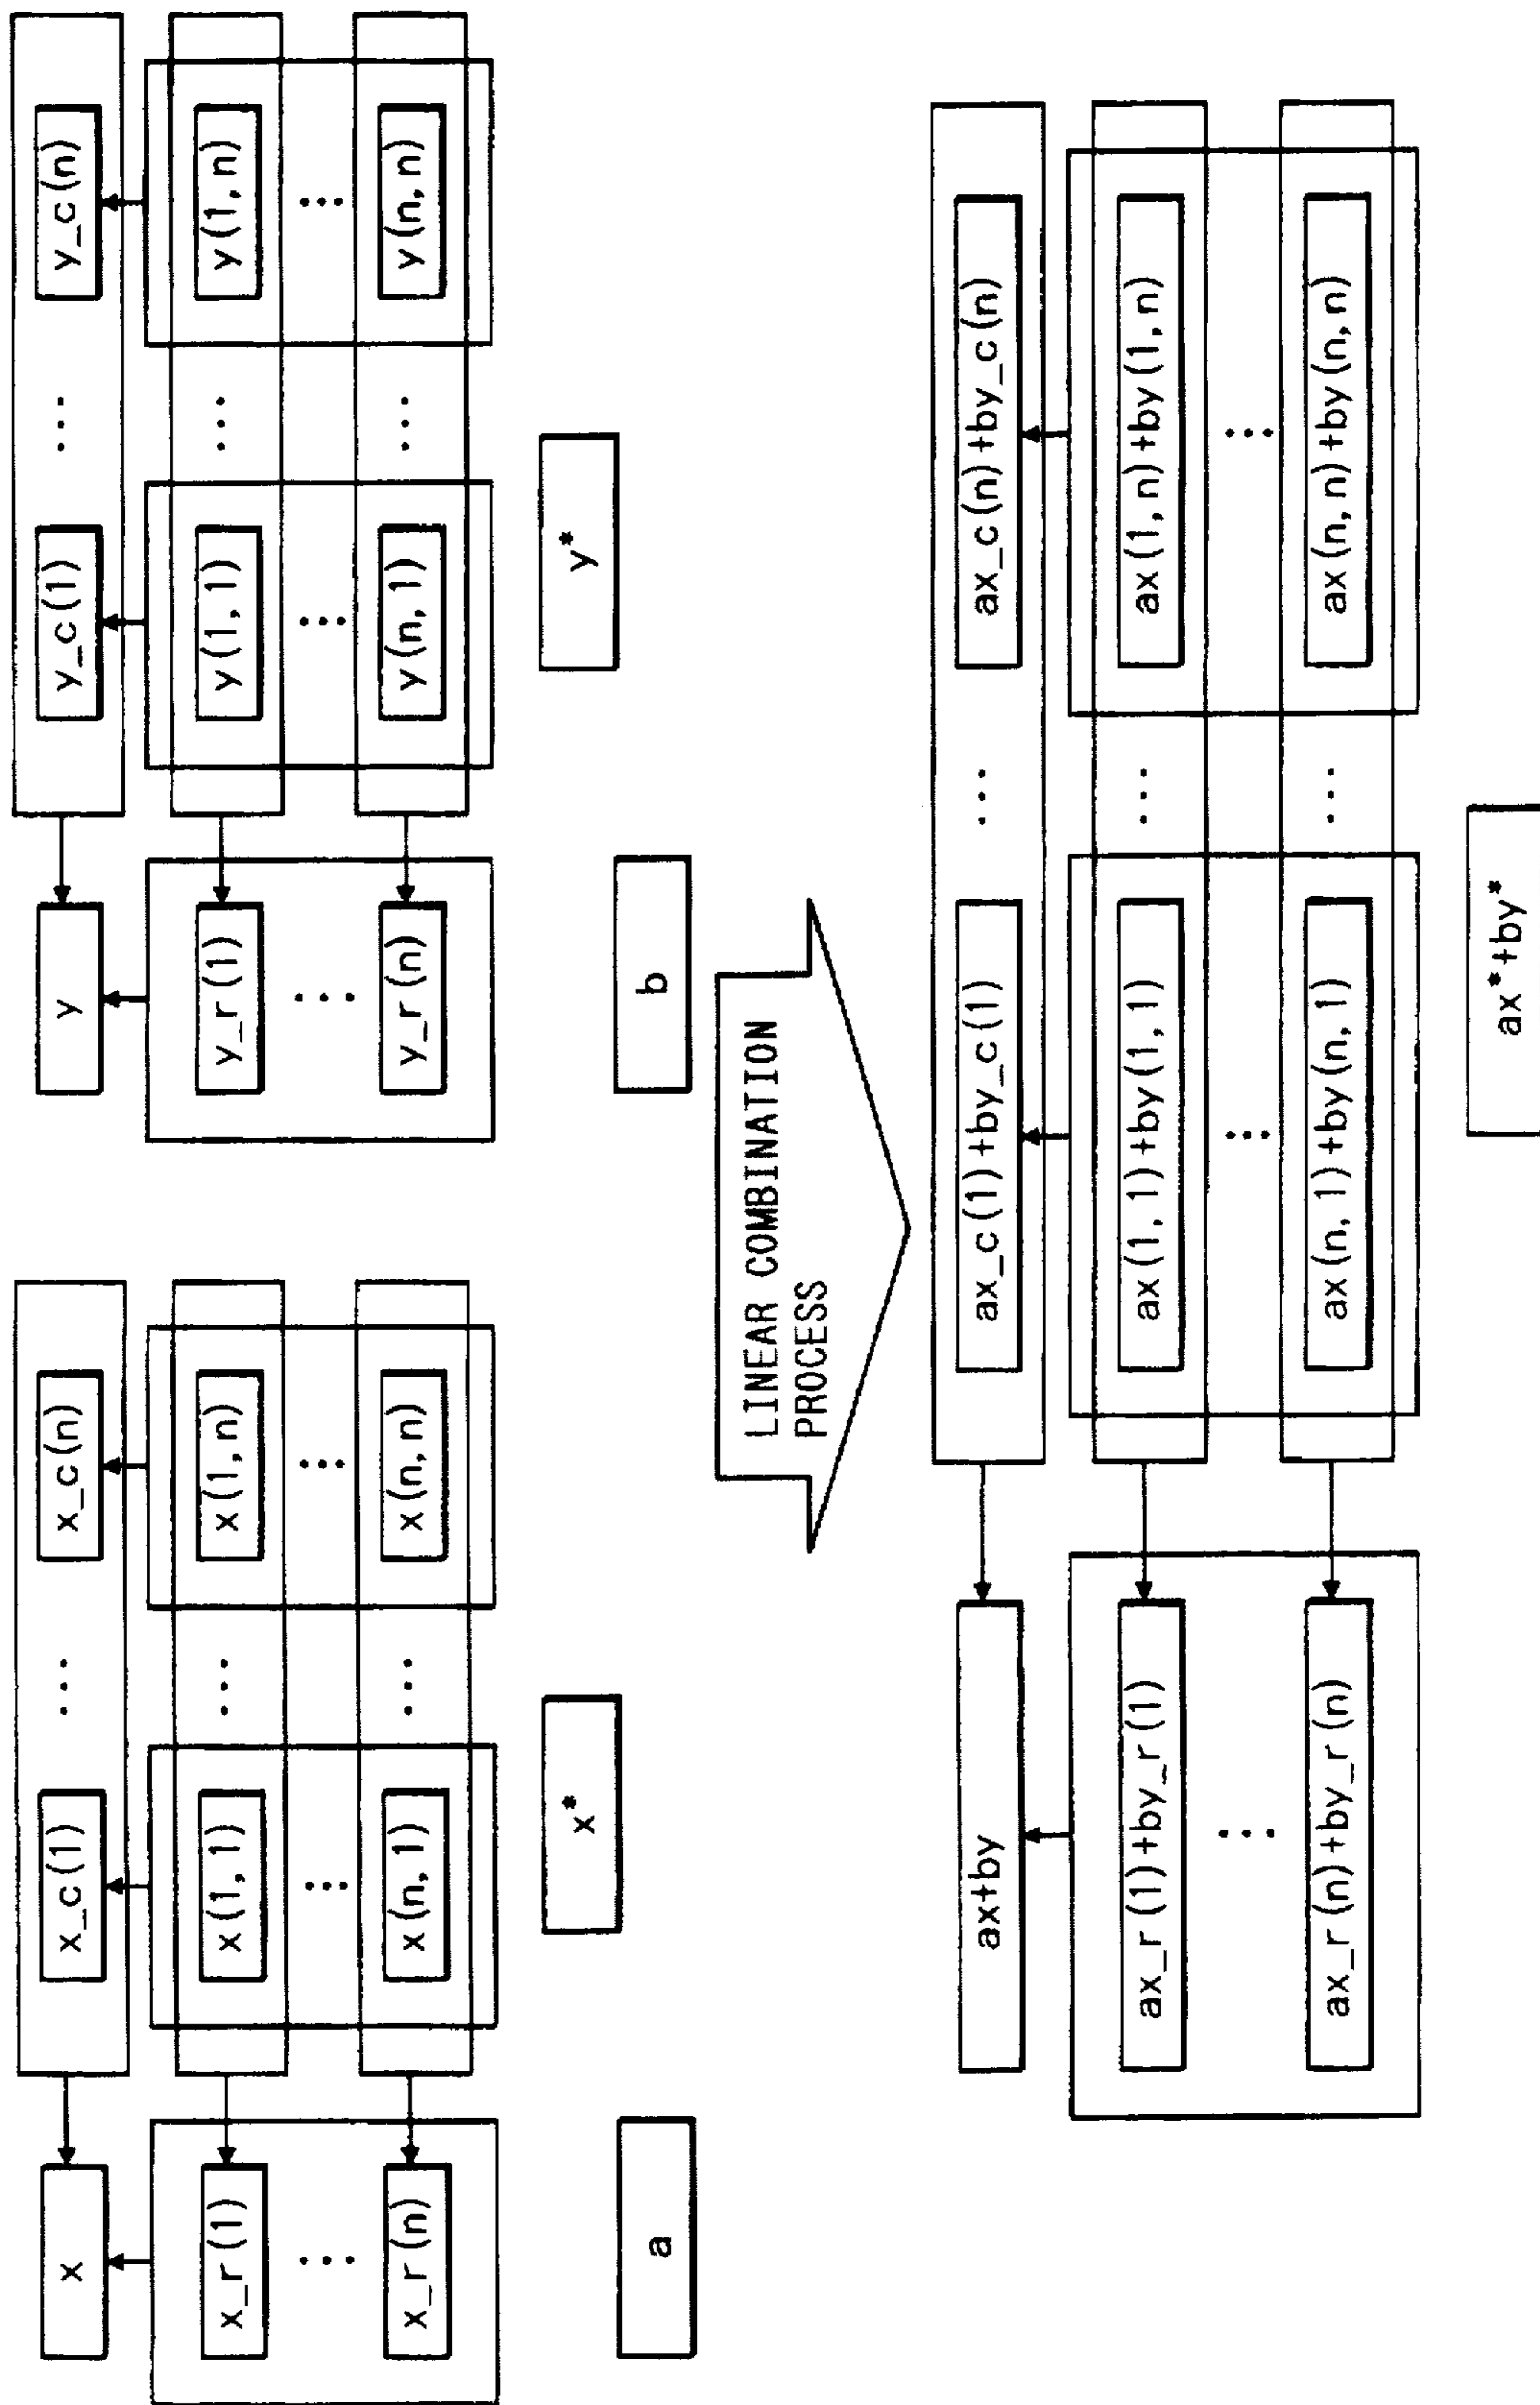 x x_c(1) ... x_c(n)
x_r(1) x(1,1) ... x(1,n)
... ... ...
x_r(n) x(n,1) ... x(n,n)
x*
a
y y_c(1) ... y_c(n)
y_r(1) y(1,1) ... y(1,n)
... ... ...
y_r(n) y(n,1) ... y(n,n)
y*
b
LINEAR COMBINATION
PROCESS
ax+by ax_c(1)+by_c(1) ... ax_c(n)+by_c(n)
ax_r(1)+by_r(1) ax(1,1)+by(1,1) ... ax(1,n)+by(1,n)
... ... ...
ax_r(n)+by_r(n) ax(n,1)+by(n,1) ... ax(n,n)+by(n,n)
ax*+by*